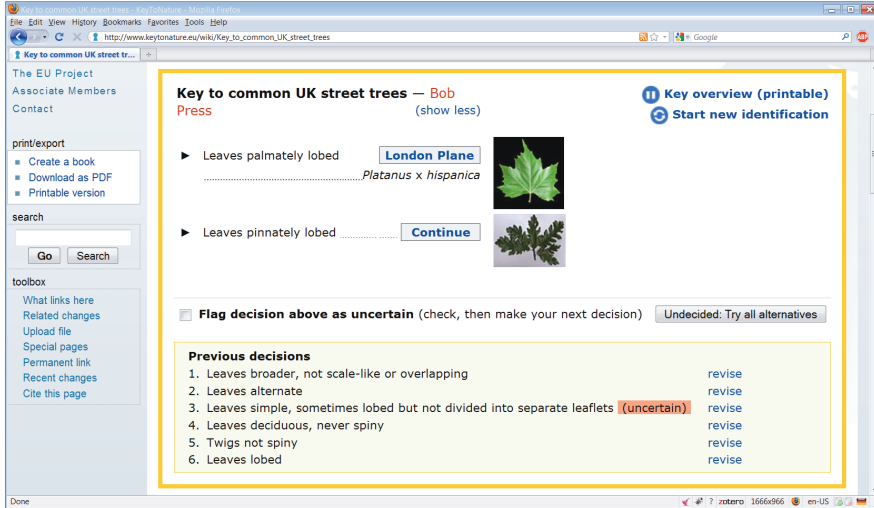 Key to common UK street trees - KeyToNature - Mozilla Firefox
File Edit View History Bookmarks Favorites Tools Help
http://www.keytonature.eu/wiki/Key_to_common_UK_street_trees
Google
ABP
Key to common UK street tr...
The EU Project
Associate Members
Contact
print/export
Create a book
Download as PDF
Printable version
search
Go Search
toolbox
What links here
Related changes
Upload file
Special pages
Permanent link
Recent changes
Cite this page
Key to common UK street trees — Bob
Press (show less)
Key overview (printable)
Start new identification
► Leaves palmately lobed London Plane
Platanus x hispanica
► Leaves pinnately lobed Continue
Flag decision above as uncertain (check, then make your next decision) Undecided: Try all alternatives
Previous decisions
1. Leaves broader, not scale-like or overlapping revise
2. Leaves alternate revise
3. Leaves simple, sometimes lobed but not divided into separate leaflets (uncertain) revise
4. Leaves deciduous, never spiny revise
5. Twigs not spiny revise
6. Leaves lobed revise
Done ? zotero 1666x966 en-US